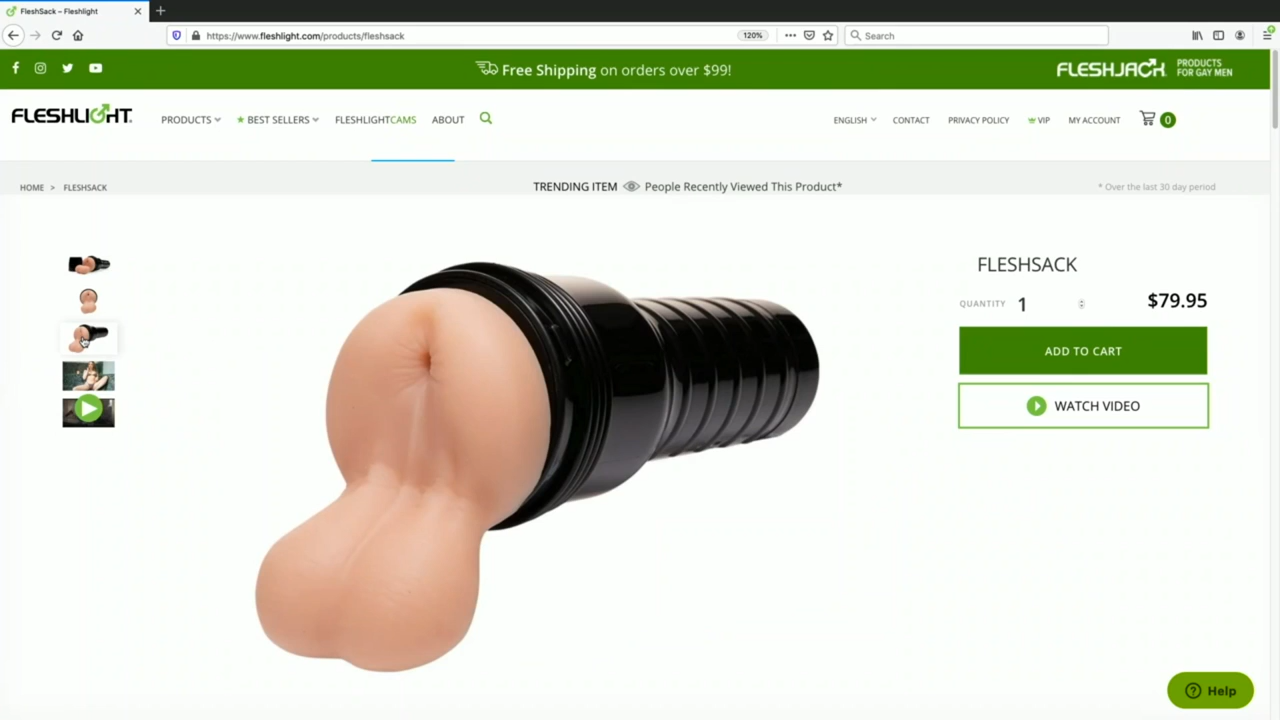 FleshSack – Fleshlight
https://www.fleshlight.com/products/fleshsack
120%
Search
Free Shipping on orders over $99!
FLESHJACK PRODUCTS FOR GAY MEN
FLESHLIGHT
PRODUCTS
BEST SELLERS
FLESHLIGHTCAMS
ABOUT
ENGLISH
CONTACT
PRIVACY POLICY
VIP
MY ACCOUNT
0
HOME > FLESHSACK
TRENDING ITEM People Recently Viewed This Product*
* Over the last 30 day period
FLESHSACK
QUANTITY 1 $79.95
ADD TO CART
WATCH VIDEO
Help